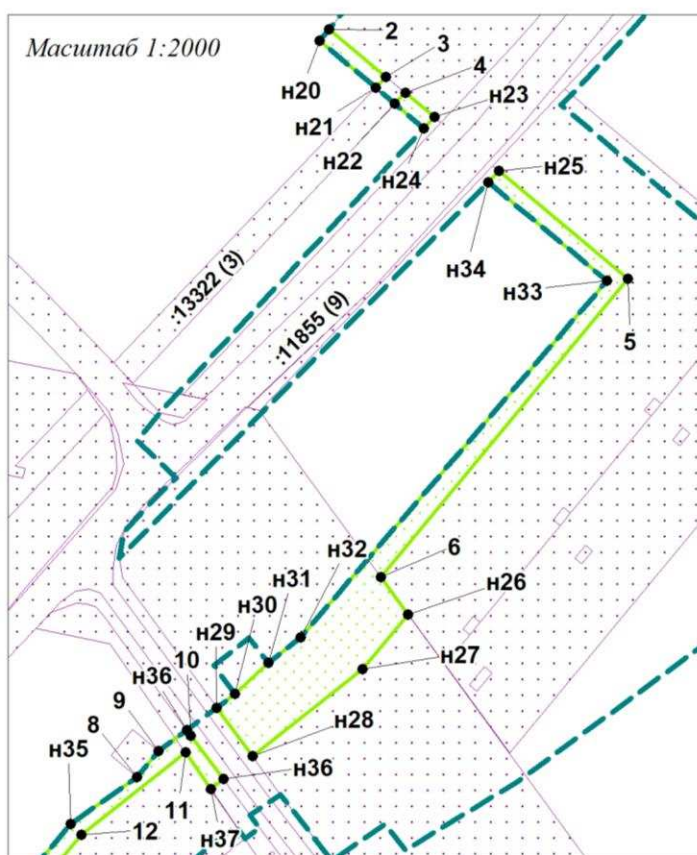 Масштаб 1:2000
2
3
4
н20
н21
н22
н23
н24
н25
н34
:13322 (3)
:11855 (9)
н33
5
н32
6
н31
н30
н26
н29
н27
н36
10
9
н28
8
н35
н36
11
н37
12